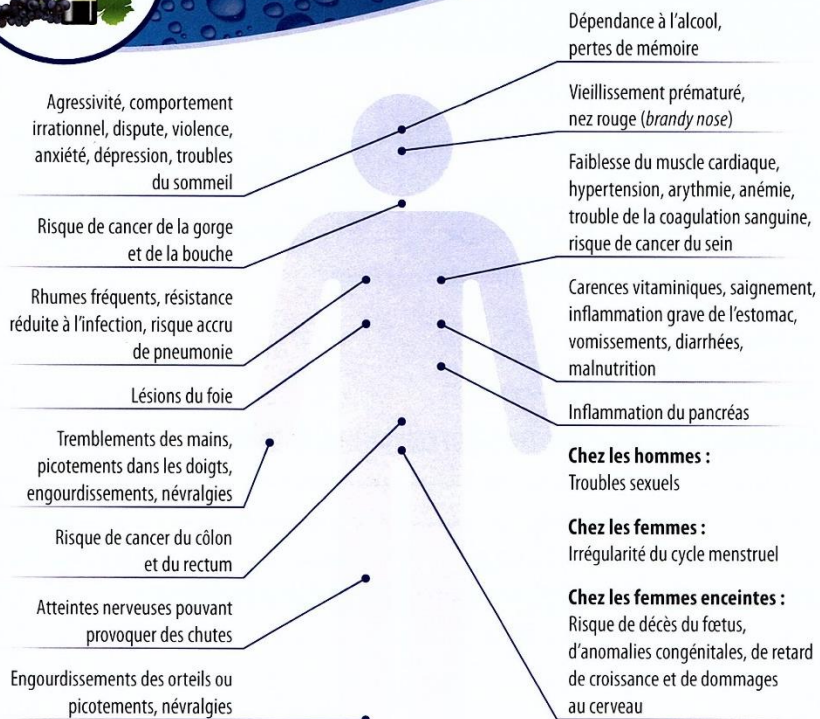 Agressivité, comportement
irrationnel, dispute, violence,
anxiété, dépression, troubles
du sommeil
Risque de cancer de la gorge
et de la bouche
Rhumes fréquents, résistance
réduite à l'infection, risque accru
de pneumonie
Lésions du foie
Tremblements des mains,
picotements dans les doigts,
engourdissements, névralgies
Risque de cancer du côlon
et du rectum
Atteintes nerveuses pouvant
provoquer des chutes
Engourdissements des orteils ou
picotements, névralgies
Dépendance à l'alcool,
pertes de mémoire
Vieillissement prématuré,
nez rouge (brandy nose)
Faiblesse du muscle cardiaque,
hypertension, arythmie, anémie,
trouble de la coagulation sanguine,
risque de cancer du sein
Carences vitaminiques, saignement,
inflammation grave de l'estomac,
vomissements, diarrhées,
malnutrition
Inflammation du pancréas
Chez les hommes :
Troubles sexuels
Chez les femmes :
Irrégularité du cycle menstruel
Chez les femmes enceintes :
Risque de décès du fœtus,
d'anomalies congénitales, de retard
de croissance et de dommages
au cerveau